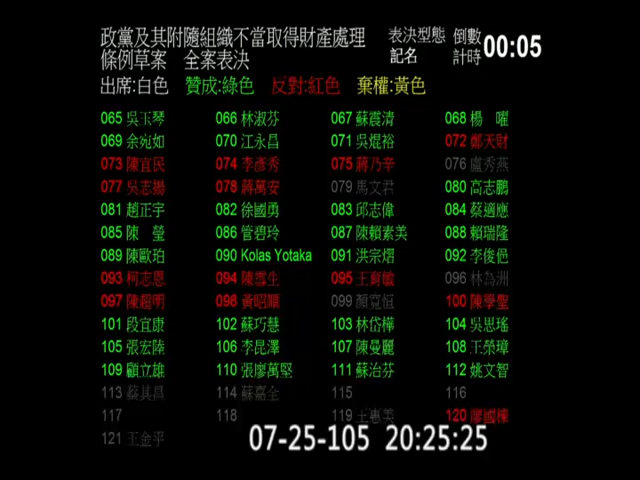 政黨及其附隨組織不當取得財產處理 表決型態 倒數
條例草案 全案表決 記名 計時 00:05
出席:白色 贊成:綠色 反對:紅色 棄權:黃色
065 吳玉琴 066 林淑芬 067 蘇震清 068 楊 曜
069 余宛如 070 江永昌 071 吳焜裕 072 鄭天財
073 陳宜民 074 李彥秀 075 蔣乃辛 076 盧秀燕
077 吳志揚 078 蔣萬安 079 馬文君 080 高志鵬
081 趙正宇 082 徐國勇 083 邱志偉 084 蔡適應
085 陳 瑩 086 管碧玲 087 陳賴素美 088 賴瑞隆
089 陳歐珀 090 Kolas Yotaka 091 洪宗熠 092 李俊俋
093 柯志恩 094 陳雪生 095 王育敏 096 林為洲
097 陳超明 098 黃昭順 099 顏寬恒 100 陳學聖
101 段宜康 102 蘇巧慧 103 林岱樺 104 吳思瑤
105 張宏陸 106 李昆澤 107 陳曼麗 108 王榮璋
109 顧立雄 110 張廖萬堅 111 蘇治芬 112 姚文智
113 蔡其昌 114 蘇嘉全 115 116
117 118 119 王惠美 120 廖國棟
121 王金平
07-25-105 20:25:25